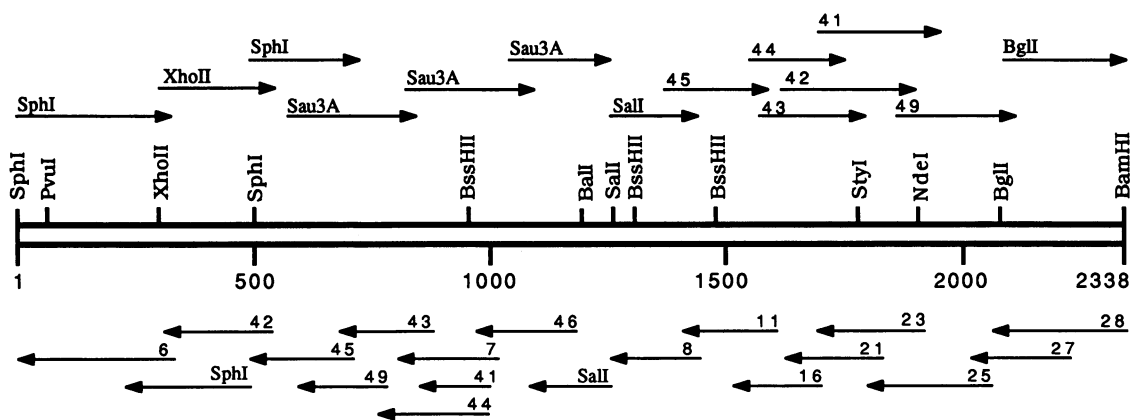 41
SphI Sau3A 44 BglI
XhoII Sau3A 45 42
SphI Sau3A SalI 43 49
SphI PvuI XhoII SphI BssHII BalI SalI BssHII BssHII StyI NdeI BglI BamHI
1 500 1000 1500 2000 2338
42 43 46 11 23 28
6 45 7 8 21 27
SphI 49 41 SalI 16 25
44